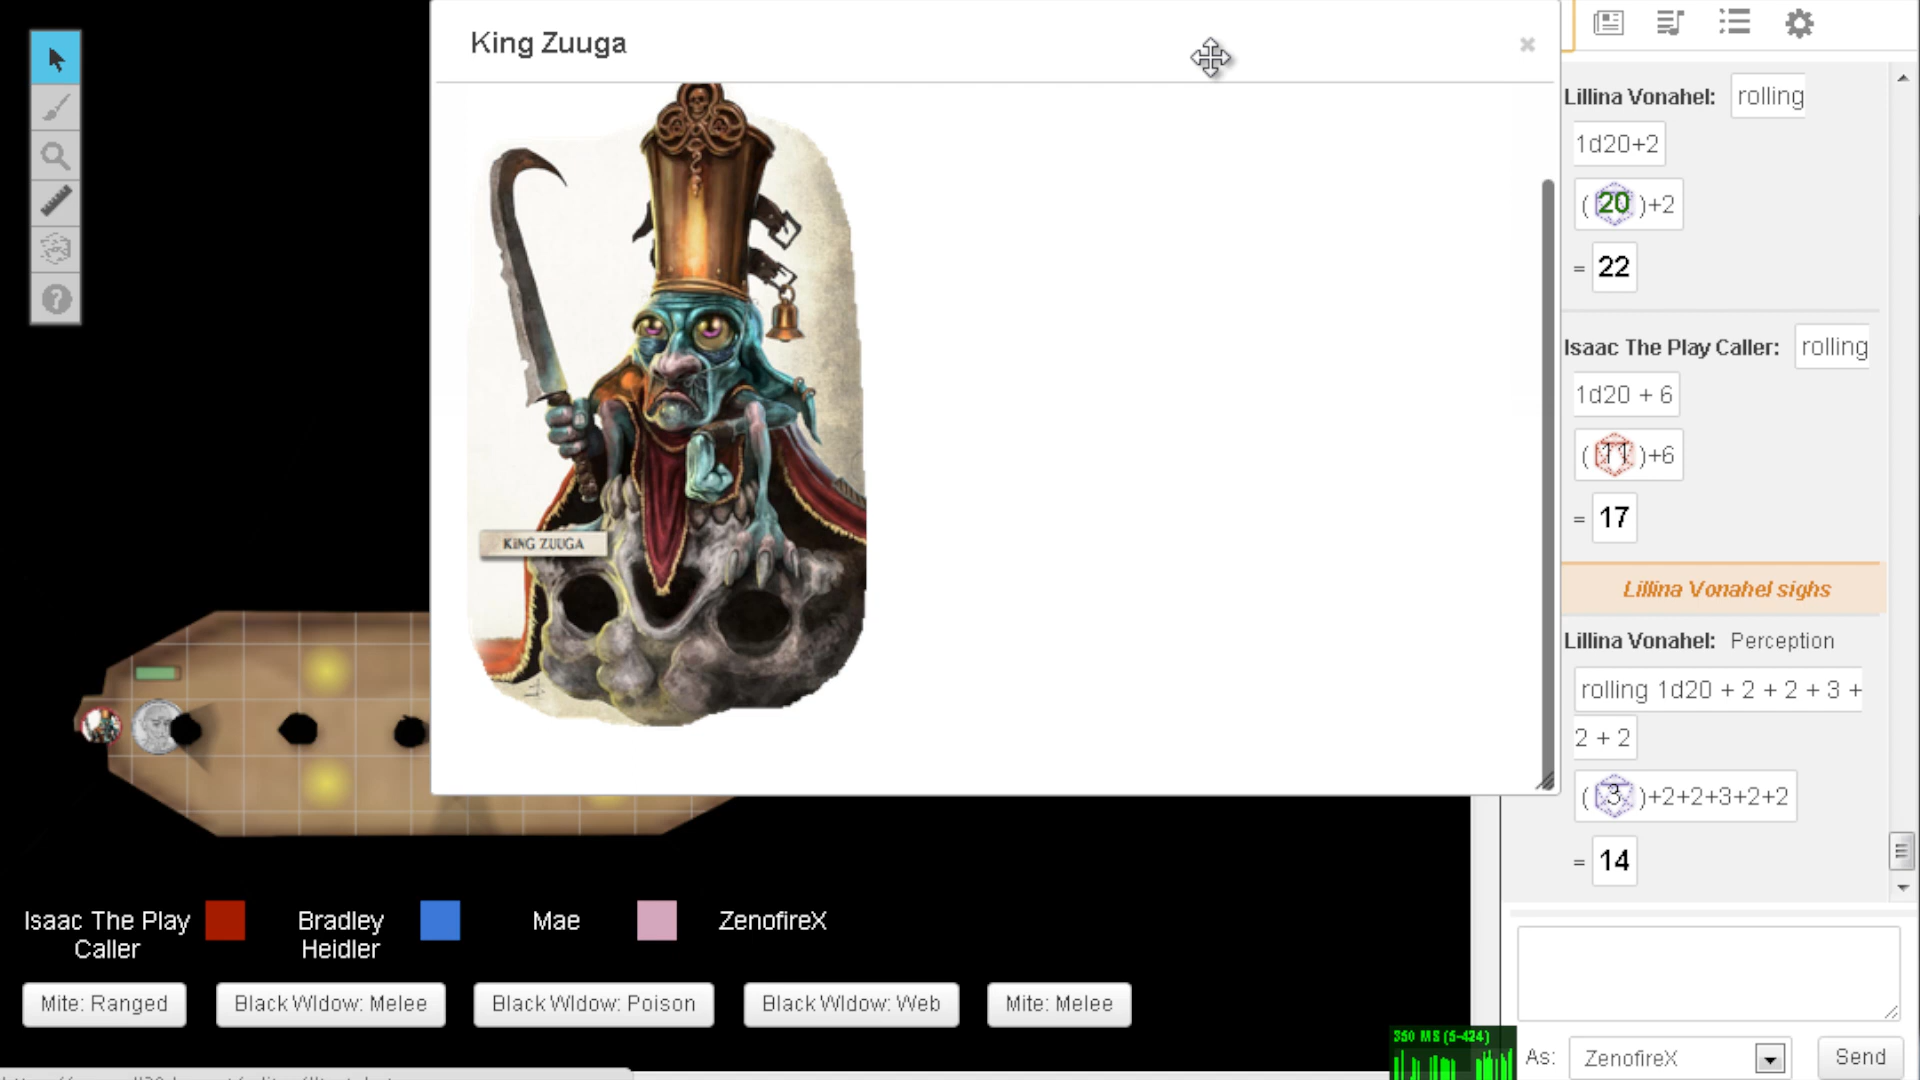 King Zuuga
×
KING ZUUGA
Lillina Vonahel: rolling
1d20+2
(20)+2
= 22
Isaac The Play Caller: rolling
1d20 + 6
(11)+6
= 17
Lillina Vonahel sighs
Lillina Vonahel: Perception
rolling 1d20 + 2 + 2 + 3 +
2 + 2
(3)+2+2+3+2+2
= 14
Isaac The Play
Caller
Bradley
Heidler
Mae
ZenofireX
Mite: Ranged
Black WIdow: Melee
Black WIdow: Poison
Black WIdow: Web
Mite: Melee
350 MS (5-424)
As: ZenofireX
Send